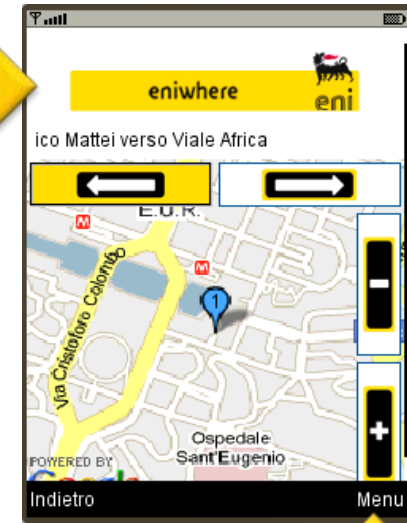 eniwhere
eni
ico Mattei verso Viale Africa
E.U.R.
M
M
1
Via Cristoforo Colombo
Ospedale
Sant'Eugenio
POWERED BY
Google
Indietro
Menu